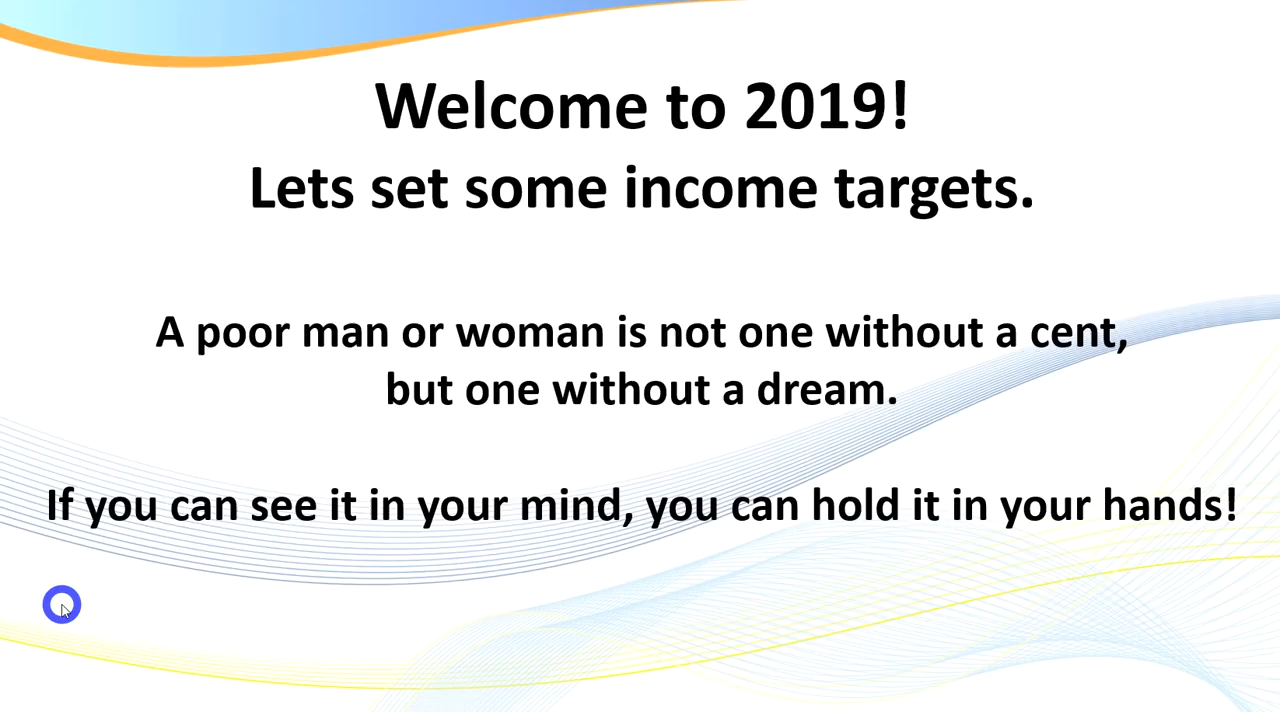 Welcome to 2019!
Lets set some income targets.
A poor man or woman is not one without a cent,
but one without a dream.
If you can see it in your mind, you can hold it in your hands!